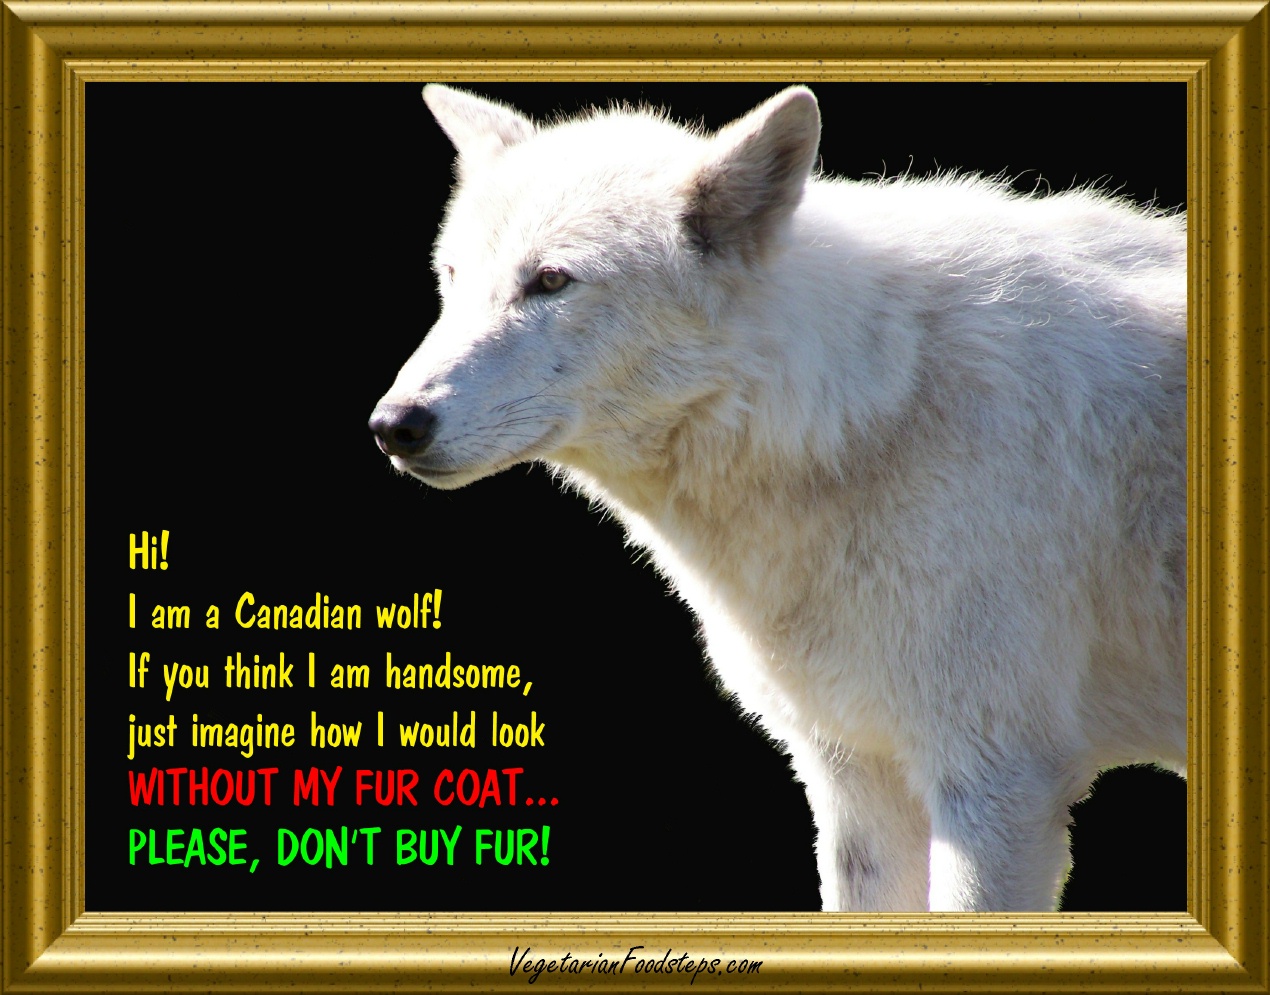 Hi!
I am a Canadian wolf!
If you think I am handsome,
just imagine how I would look
WITHOUT MY FUR COAT...
PLEASE, DON'T BUY FUR!
VegetarianFoodsteps.com